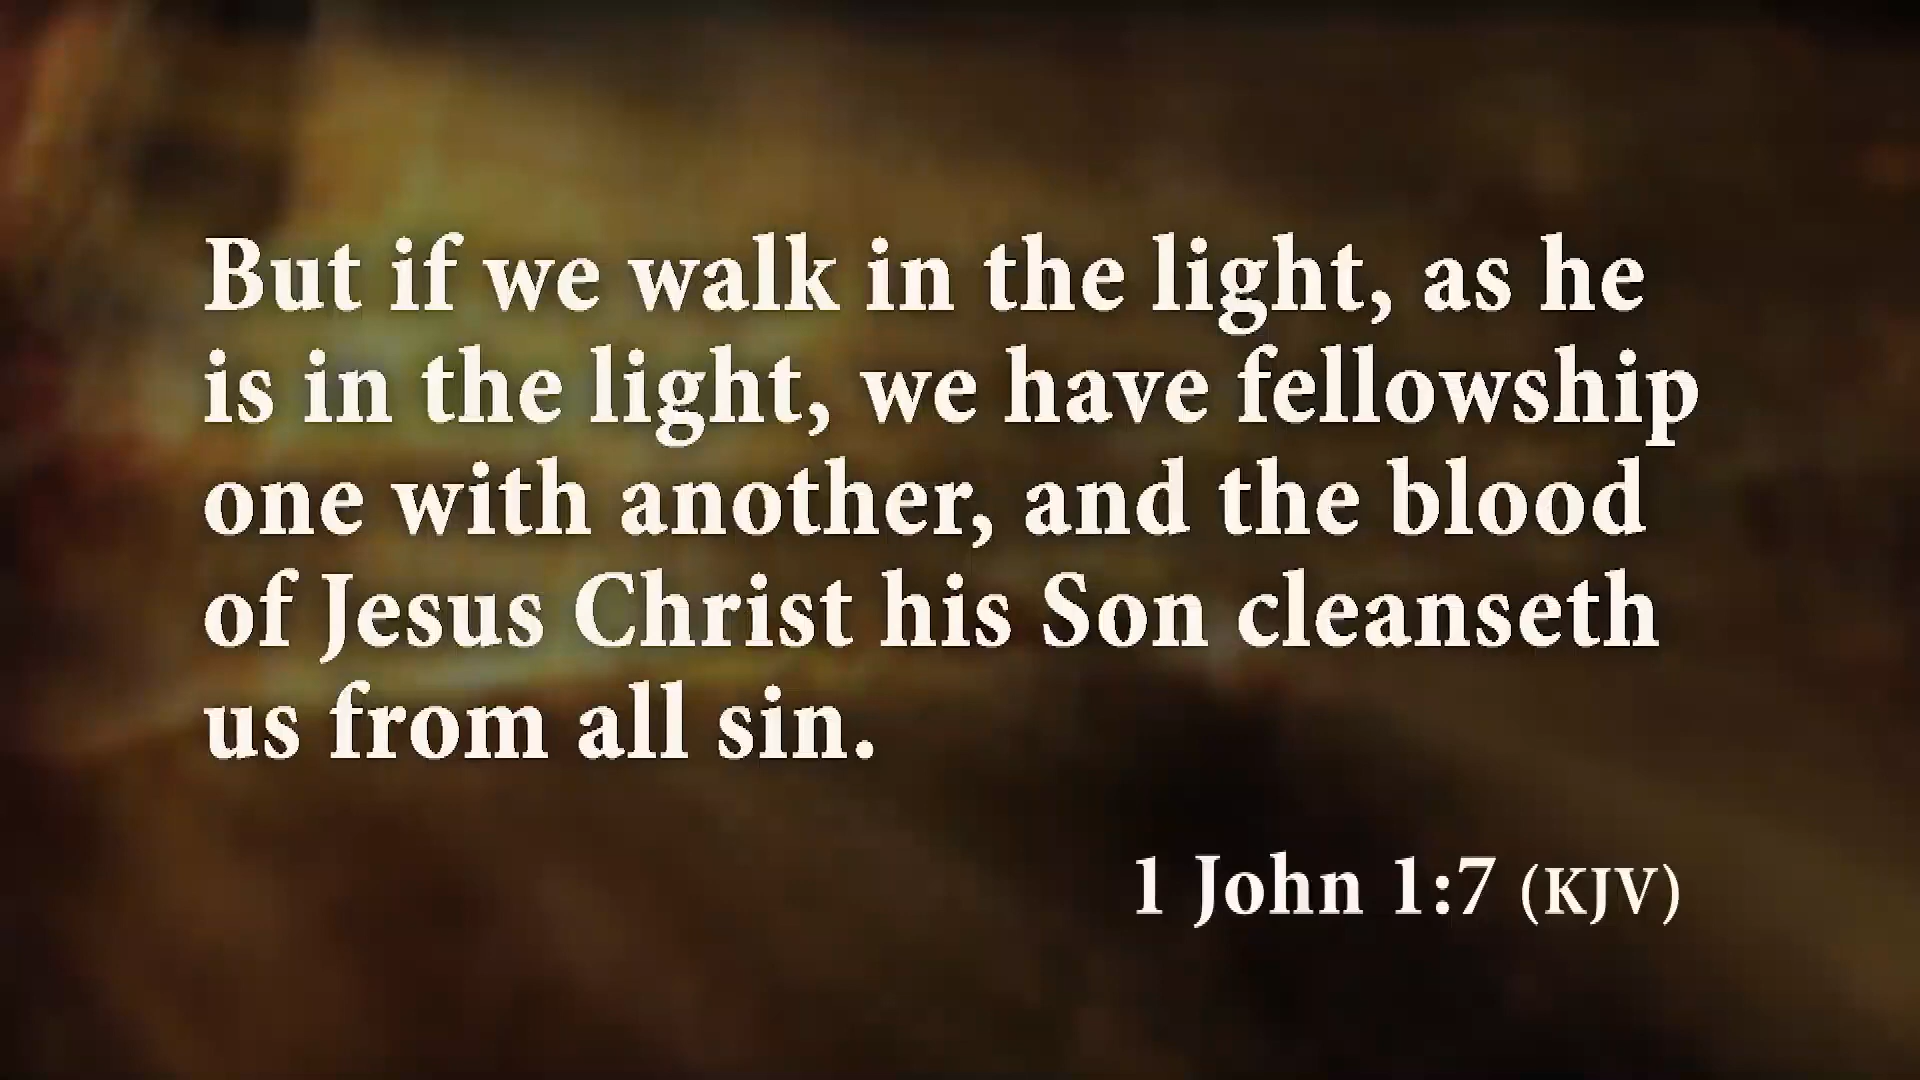 But if we walk in the light, as he
is in the light, we have fellowship
one with another, and the blood
of Jesus Christ his Son cleanseth
us from all sin.
1 John 1:7 (KJV)